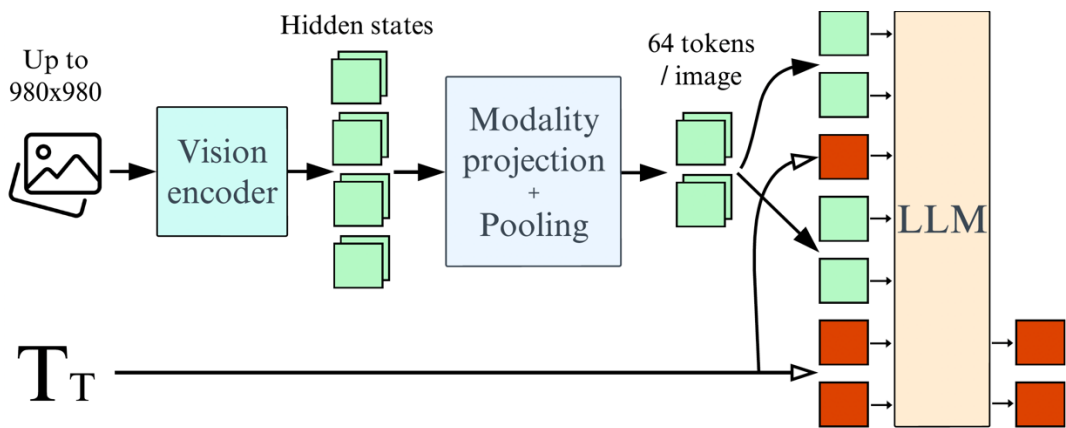 Up to
980x980
Vision
encoder
Hidden states
Modality
projection
+
Pooling
64 tokens
/ image
LLM
TT